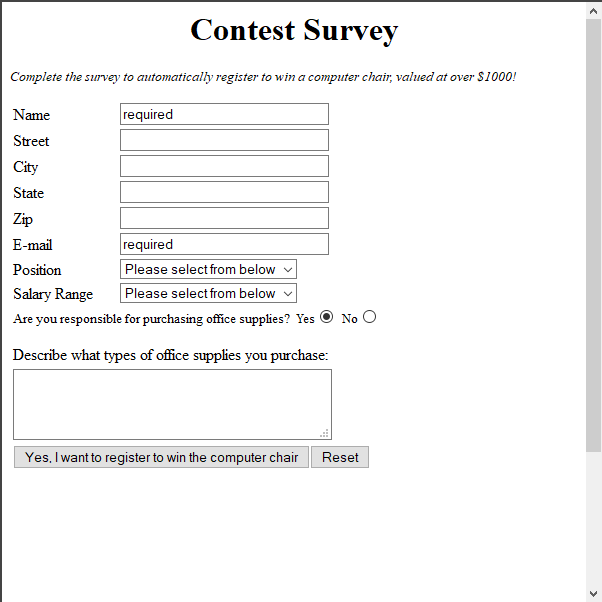 Contest Survey
Complete the survey to automatically register to win a computer chair, valued at over $1000!
Name required
Street
City
State
Zip
E-mail required
Position Please select from below
Salary Range Please select from below
Are you responsible for purchasing office supplies? Yes No
Describe what types of office supplies you purchase:
Yes, I want to register to win the computer chair Reset